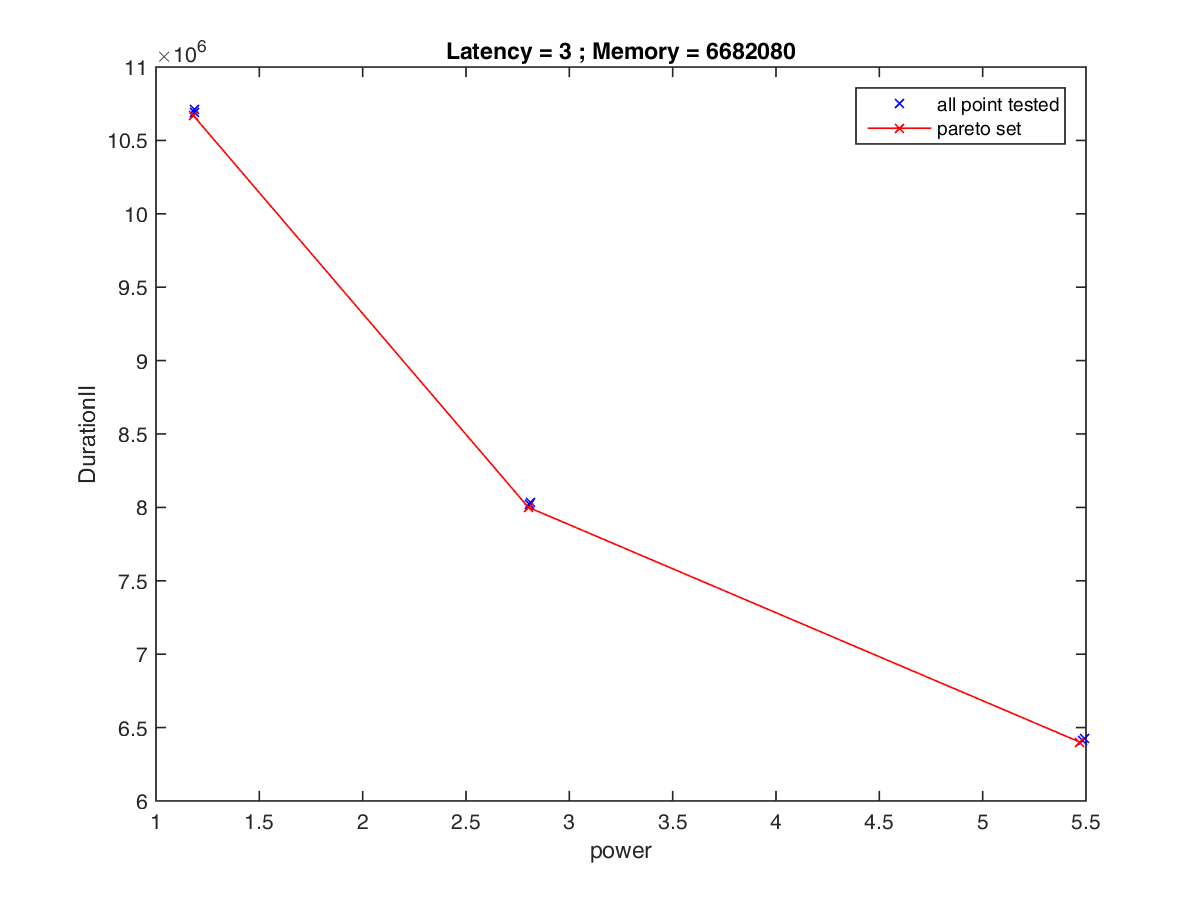 Latency = 3 ; Memory = 6682080
×10^6
11
10.5
10
9.5
9
8.5
8
7.5
7
6.5
6
DurationII
all point tested
pareto set
1 1.5 2 2.5 3 3.5 4 4.5 5 5.5
power